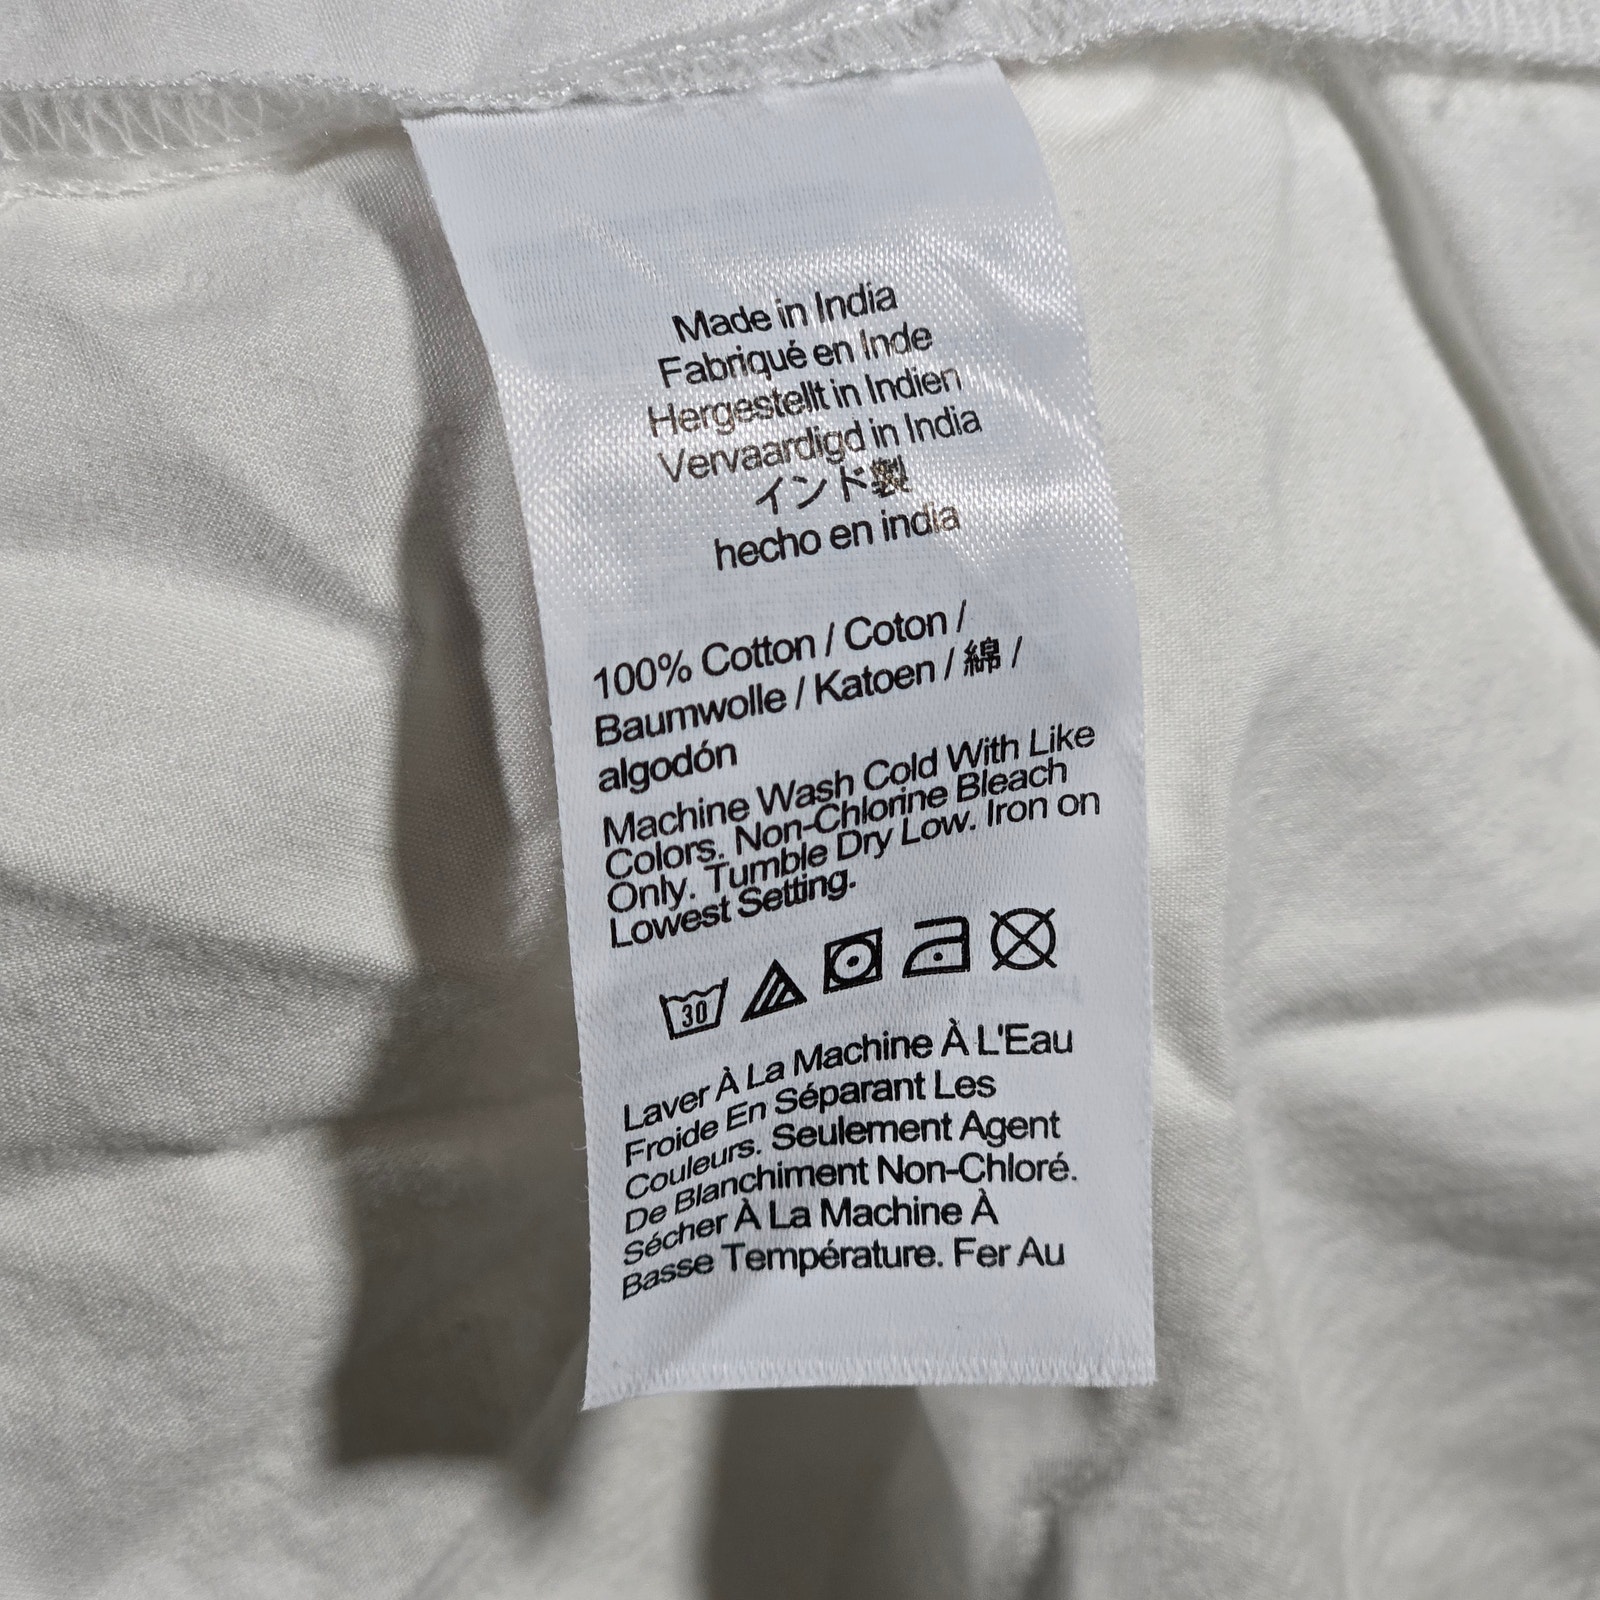 Made in India
Fabriqué en Inde
Hergestellt in Indien
Vervaardigd in India
インド製
hecho en india
100% Cotton / Coton /
Baumwolle / Katoen / 綿 /
algodón
Machine Wash Cold With Like
Colors. Non-Chlorine Bleach
Only. Tumble Dry Low. Iron on
Lowest Setting.
30
Laver À La Machine À L'Eau
Froide En Séparant Les
Couleurs. Seulement Agent
De Blanchiment Non-Chloré.
Sécher À La Machine À
Basse Température. Fer Au